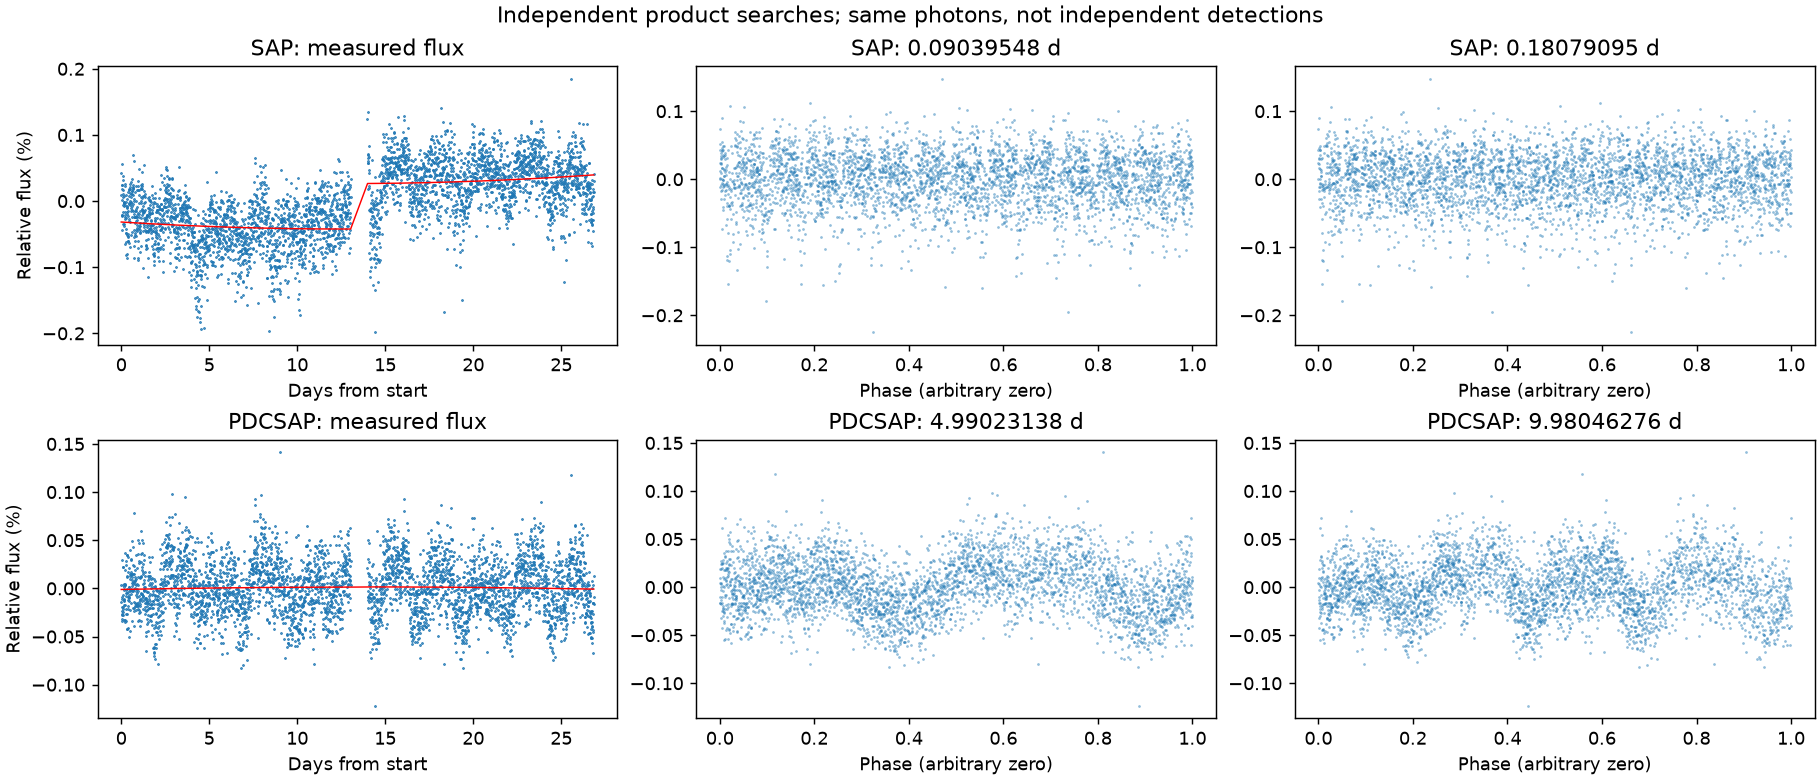 Independent product searches; same photons, not independent detections
SAP: measured flux
SAP: 0.09039548 d
SAP: 0.18079095 d
Relative flux (%)
0.2
0.1
0.0
−0.1
−0.2
0 5 10 15 20 25
Days from start
0.1
0.0
−0.1
−0.2
0.0 0.2 0.4 0.6 0.8 1.0
Phase (arbitrary zero)
0.1
0.0
−0.1
−0.2
0.0 0.2 0.4 0.6 0.8 1.0
Phase (arbitrary zero)
PDCSAP: measured flux
PDCSAP: 4.99023138 d
PDCSAP: 9.98046276 d
Relative flux (%)
0.15
0.10
0.05
0.00
−0.05
−0.10
0 5 10 15 20 25
Days from start
0.15
0.10
0.05
0.00
−0.05
−0.10
0.0 0.2 0.4 0.6 0.8 1.0
Phase (arbitrary zero)
0.15
0.10
0.05
0.00
−0.05
−0.10
0.0 0.2 0.4 0.6 0.8 1.0
Phase (arbitrary zero)